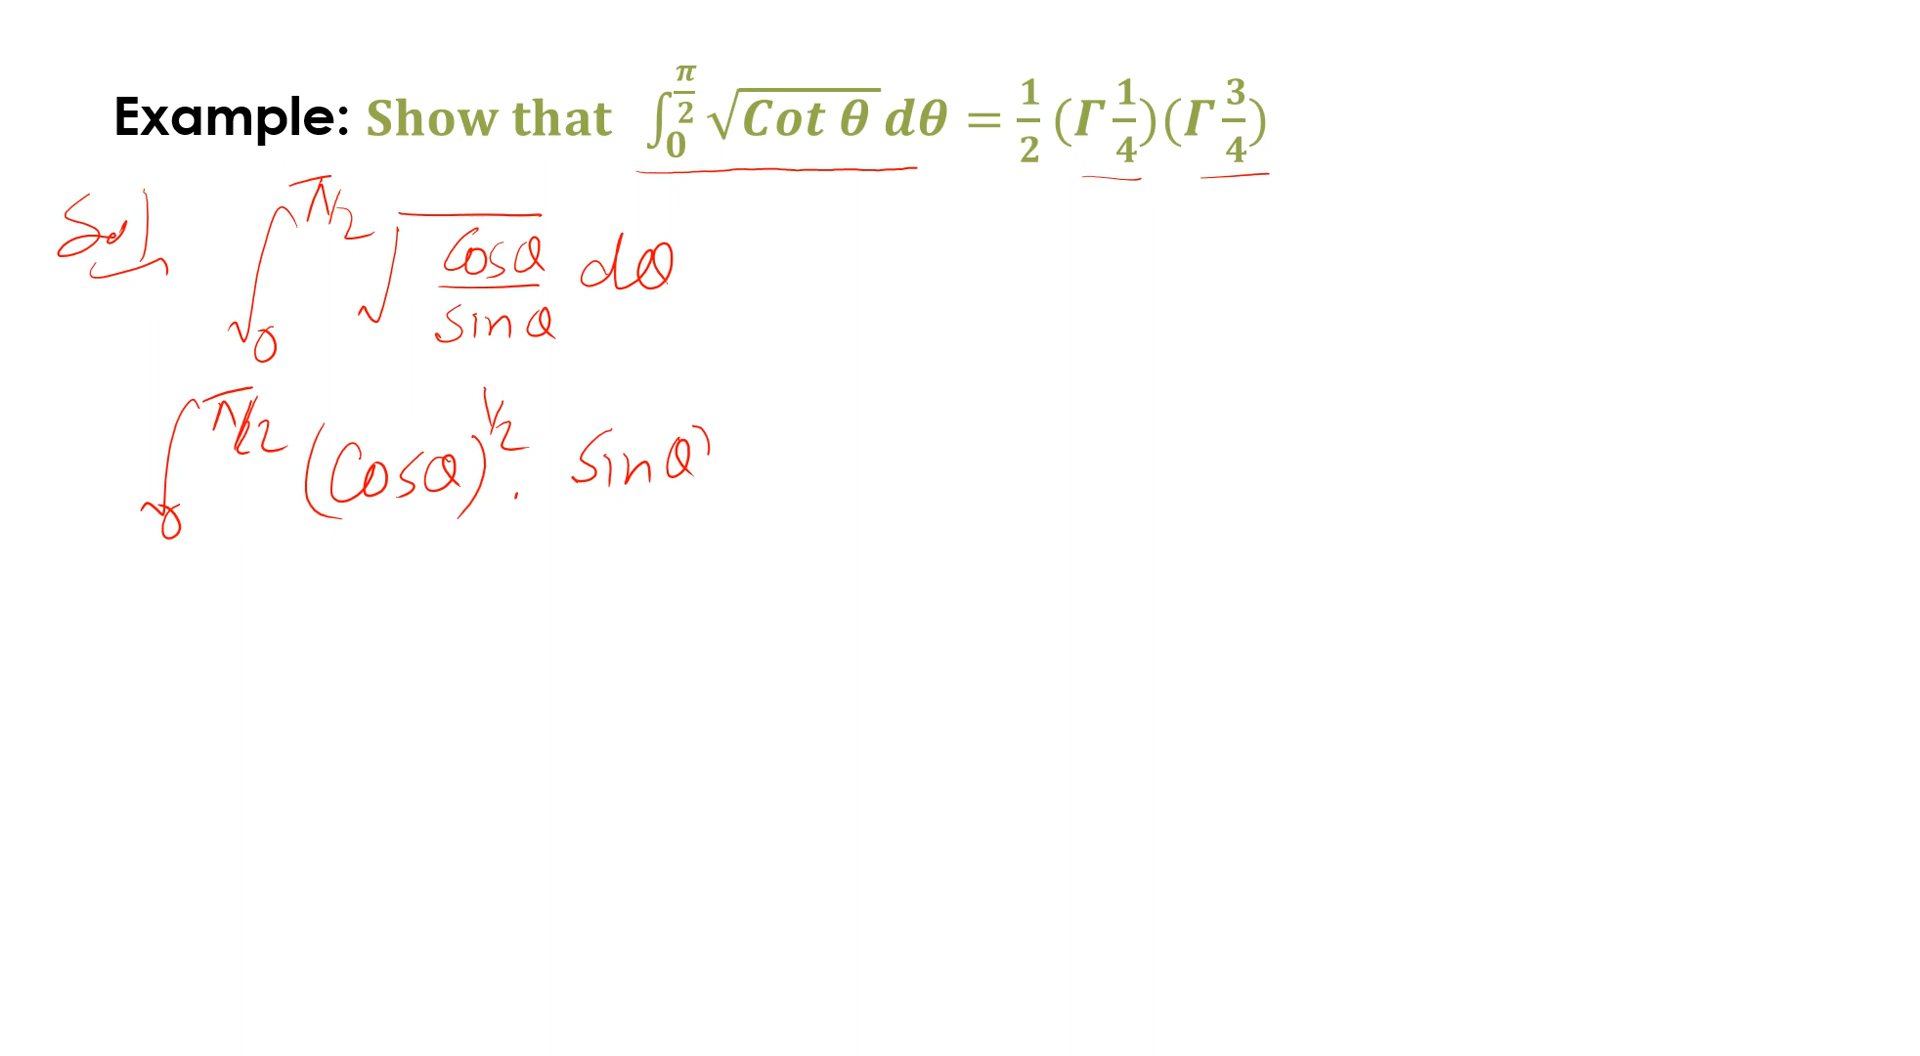 Example: Show that ∫₀^{π/2} √(Cot θ) dθ = 1/2 (Γ 1/4)(Γ 3/4)
Sol
∫₀^{π/2} √(cosθ/sinθ) dθ
∫₀^{π/2} (cosθ)^{1/2} . sinθ)